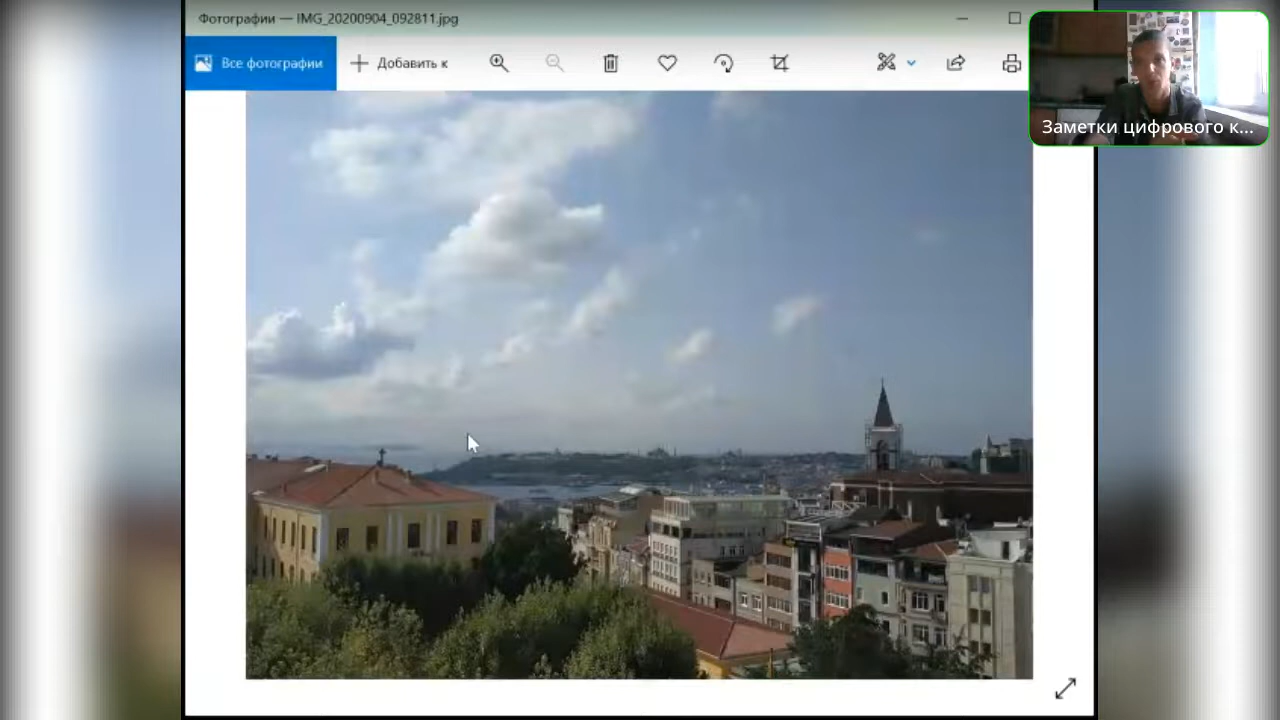 Фотографии — IMG_20200904_092811.jpg
Все фотографии
Добавить к
Заметки цифрового к...